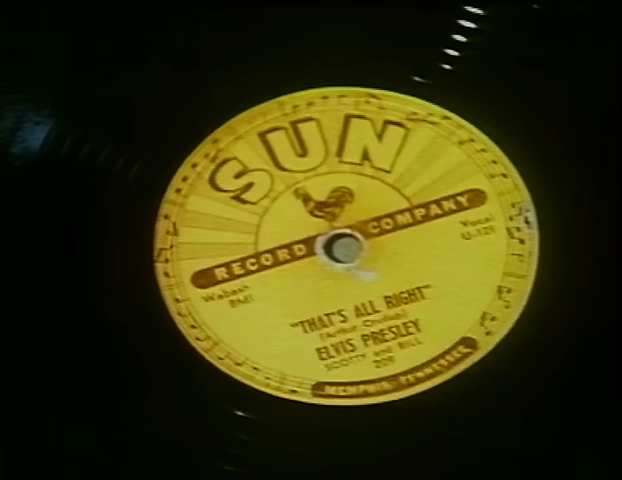 SUN
RECORD COMPANY
Wabash
BMI
Vocal
U-128
"THAT'S ALL RIGHT"
(Arthur Crudup)
ELVIS PRESLEY
SCOTTY and BILL
209
MEMPHIS, TENNESSEE